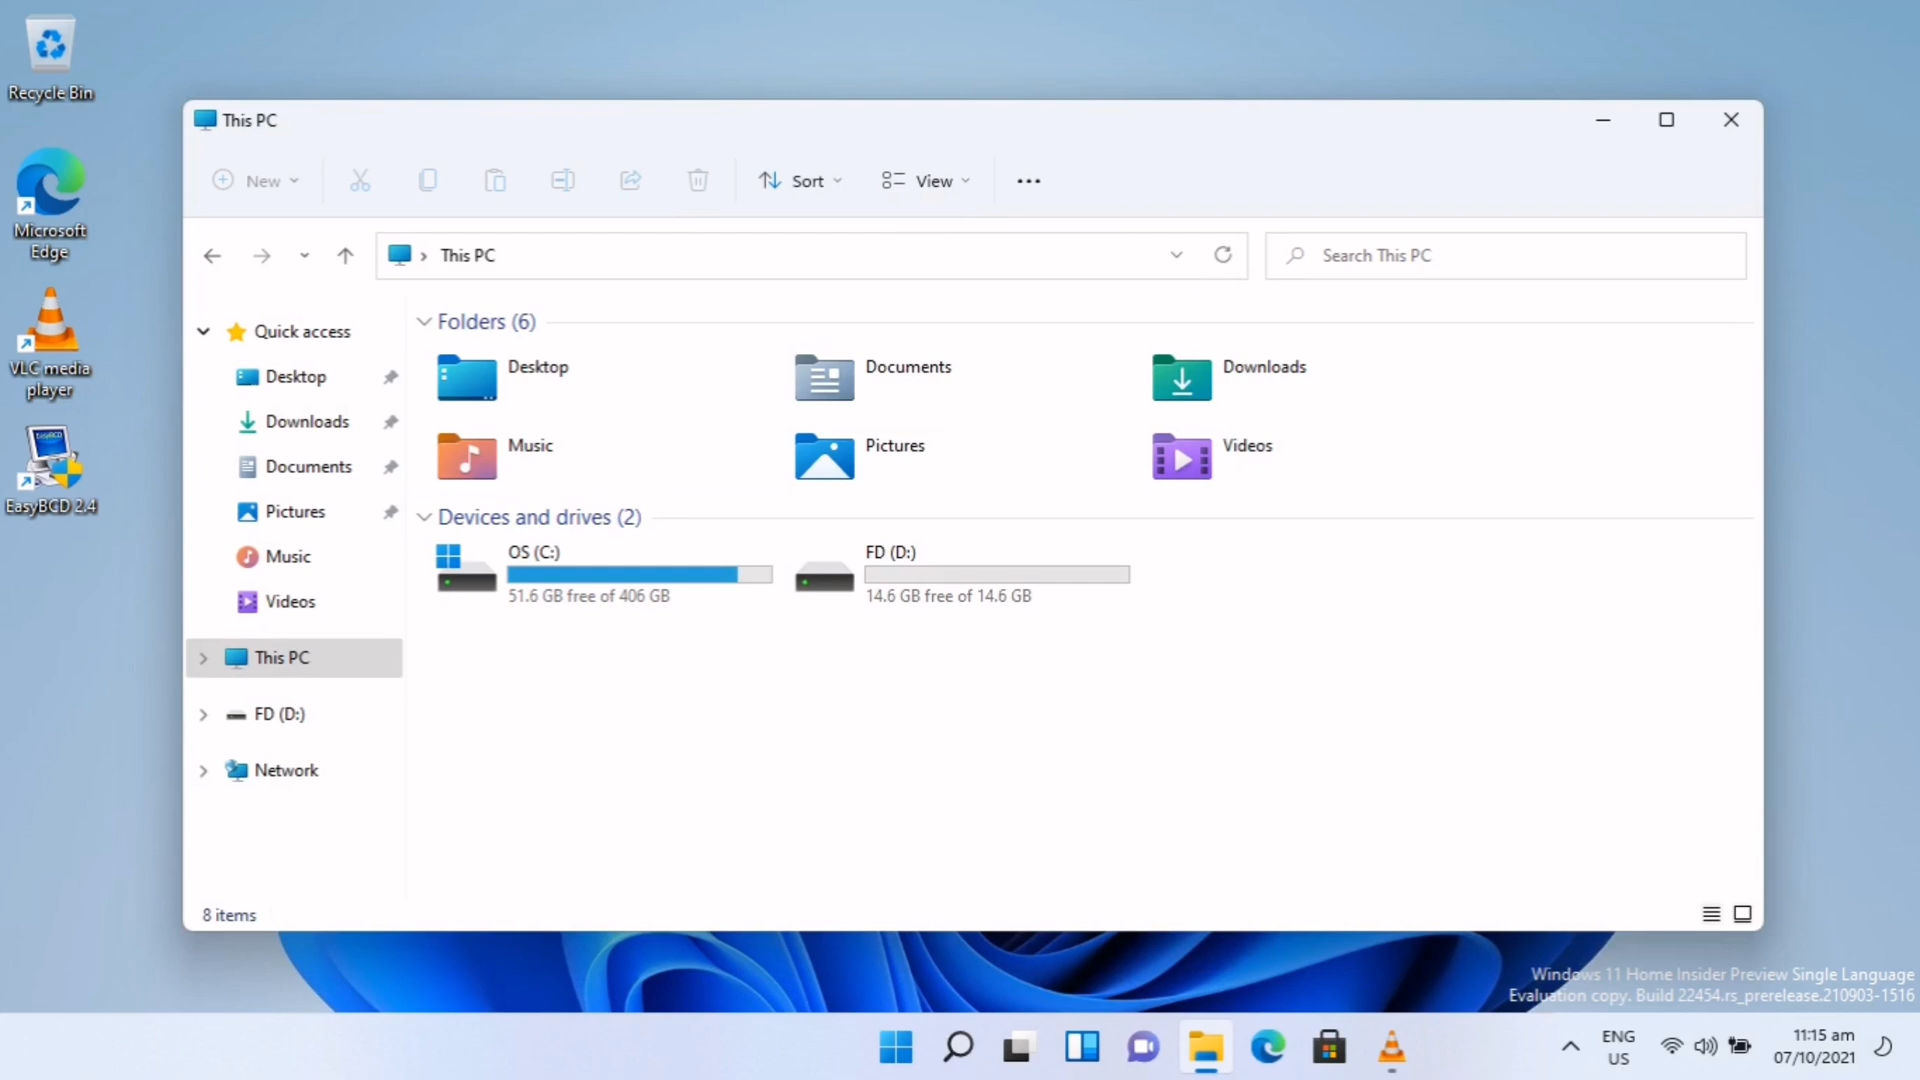 Recycle Bin
Microsoft
Edge
VLC media
player
EasyBCD 2.4
This PC
New
Sort
View
This PC
Search This PC
Quick access
Desktop
Downloads
Documents
Pictures
Music
Videos
This PC
FD (D:)
Network
Folders (6)
Desktop
Documents
Downloads
Music
Pictures
Videos
Devices and drives (2)
OS (C:)
51.6 GB free of 406 GB
FD (D:)
14.6 GB free of 14.6 GB
8 items
Windows 11 Home Insider Preview Single Language
Evaluation copy. Build 22454.rs_prerelease.210903-1516
ENG
US
11:15 am
07/10/2021